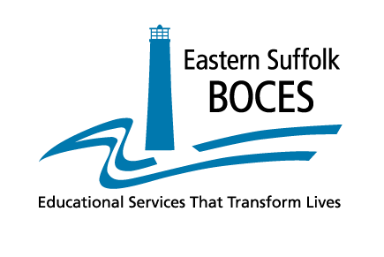 Eastern Suffolk
BOCES
Educational Services That Transform Lives